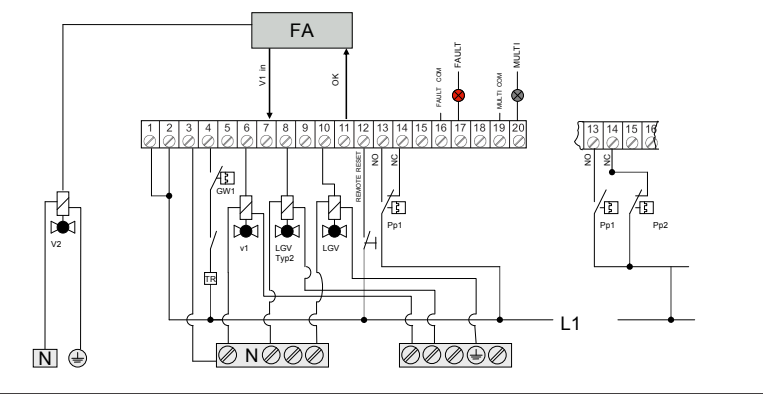 FA
V1 in
OK
FAULT COM
FAULT
MULTI COM
MULTI
1 2 3 4 5 6 7 8 9 10 11 12 13 14 15 16 17 18 19 20
13 14 15 16
REMOTE RESET
NO
NC
NO
NC
GW1
V2
v1
LGV
Typ2
LGV
Pp1
Pp1
Pp2
TR
L1
N
N